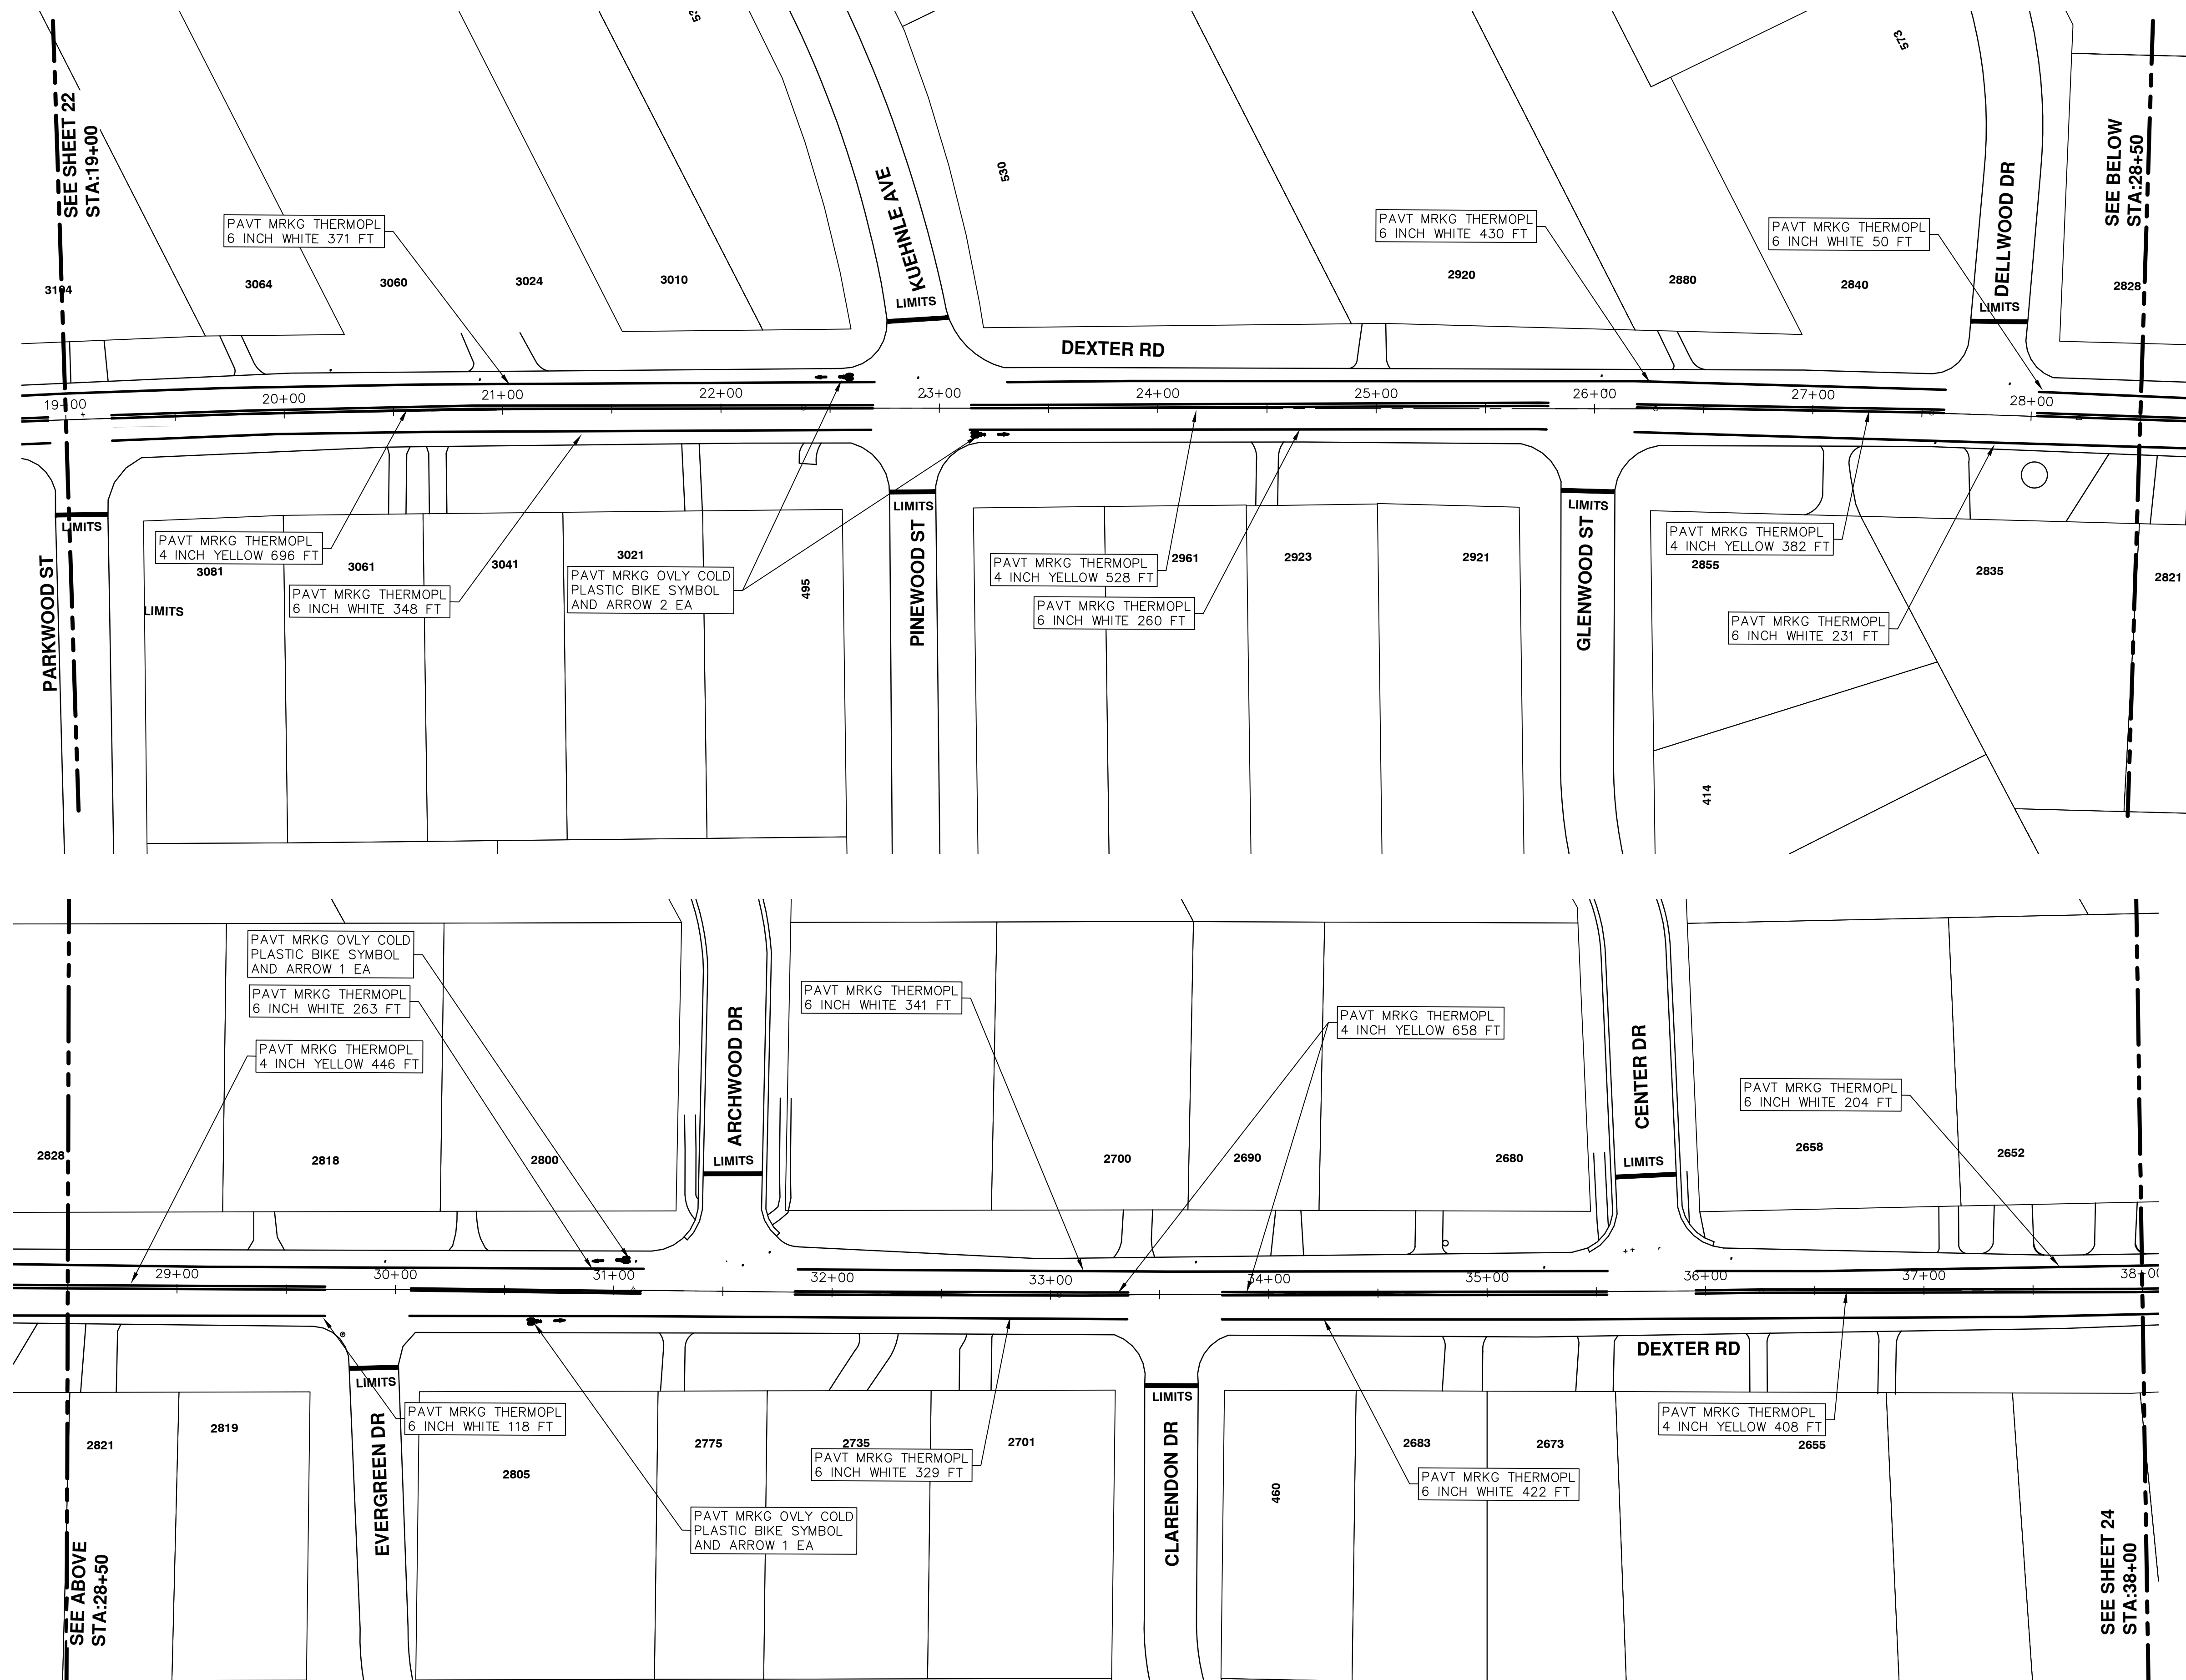 SEE SHEET 22
STA:19+00
53
KUEHNLE AVE
LIMITS
530
573
DELLWOOD DR
LIMITS
SEE BELOW
STA:28+50
PAVT MRKG THERMOPL
6 INCH WHITE 371 FT
PAVT MRKG THERMOPL
6 INCH WHITE 430 FT
PAVT MRKG THERMOPL
6 INCH WHITE 50 FT
3104
3064
3060
3024
3010
2920
2880
2840
2828
DEXTER RD
19+00
20+00
21+00
22+00
23+00
24+00
25+00
26+00
27+00
28+00
LIMITS
PARKWOOD ST
LIMITS
PAVT MRKG THERMOPL
4 INCH YELLOW 696 FT
3081
3061
3041
3021
495
PAVT MRKG THERMOPL
6 INCH WHITE 348 FT
PAVT MRKG OVLY COLD
PLASTIC BIKE SYMBOL
AND ARROW 2 EA
LIMITS
PINEWOOD ST
PAVT MRKG THERMOPL
4 INCH YELLOW 528 FT
2961
2923
2921
PAVT MRKG THERMOPL
6 INCH WHITE 260 FT
LIMITS
GLENWOOD ST
PAVT MRKG THERMOPL
4 INCH YELLOW 382 FT
2855
2835
2821
PAVT MRKG THERMOPL
6 INCH WHITE 231 FT
414
PAVT MRKG OVLY COLD
PLASTIC BIKE SYMBOL
AND ARROW 1 EA
PAVT MRKG THERMOPL
6 INCH WHITE 263 FT
PAVT MRKG THERMOPL
4 INCH YELLOW 446 FT
ARCHWOOD DR
LIMITS
PAVT MRKG THERMOPL
6 INCH WHITE 341 FT
PAVT MRKG THERMOPL
4 INCH YELLOW 658 FT
CENTER DR
LIMITS
PAVT MRKG THERMOPL
6 INCH WHITE 204 FT
2828
2818
2800
2700
2690
2680
2658
2652
29+00
30+00
31+00
32+00
33+00
34+00
35+00
36+00
37+00
38+00
DEXTER RD
LIMITS
EVERGREEN DR
PAVT MRKG THERMOPL
6 INCH WHITE 118 FT
2821
2819
2805
2775
2735
2701
PAVT MRKG THERMOPL
6 INCH WHITE 329 FT
PAVT MRKG OVLY COLD
PLASTIC BIKE SYMBOL
AND ARROW 1 EA
LIMITS
CLARENDON DR
460
2683
2673
2655
PAVT MRKG THERMOPL
6 INCH WHITE 422 FT
PAVT MRKG THERMOPL
4 INCH YELLOW 408 FT
SEE ABOVE
STA:28+50
SEE SHEET 24
STA:38+00